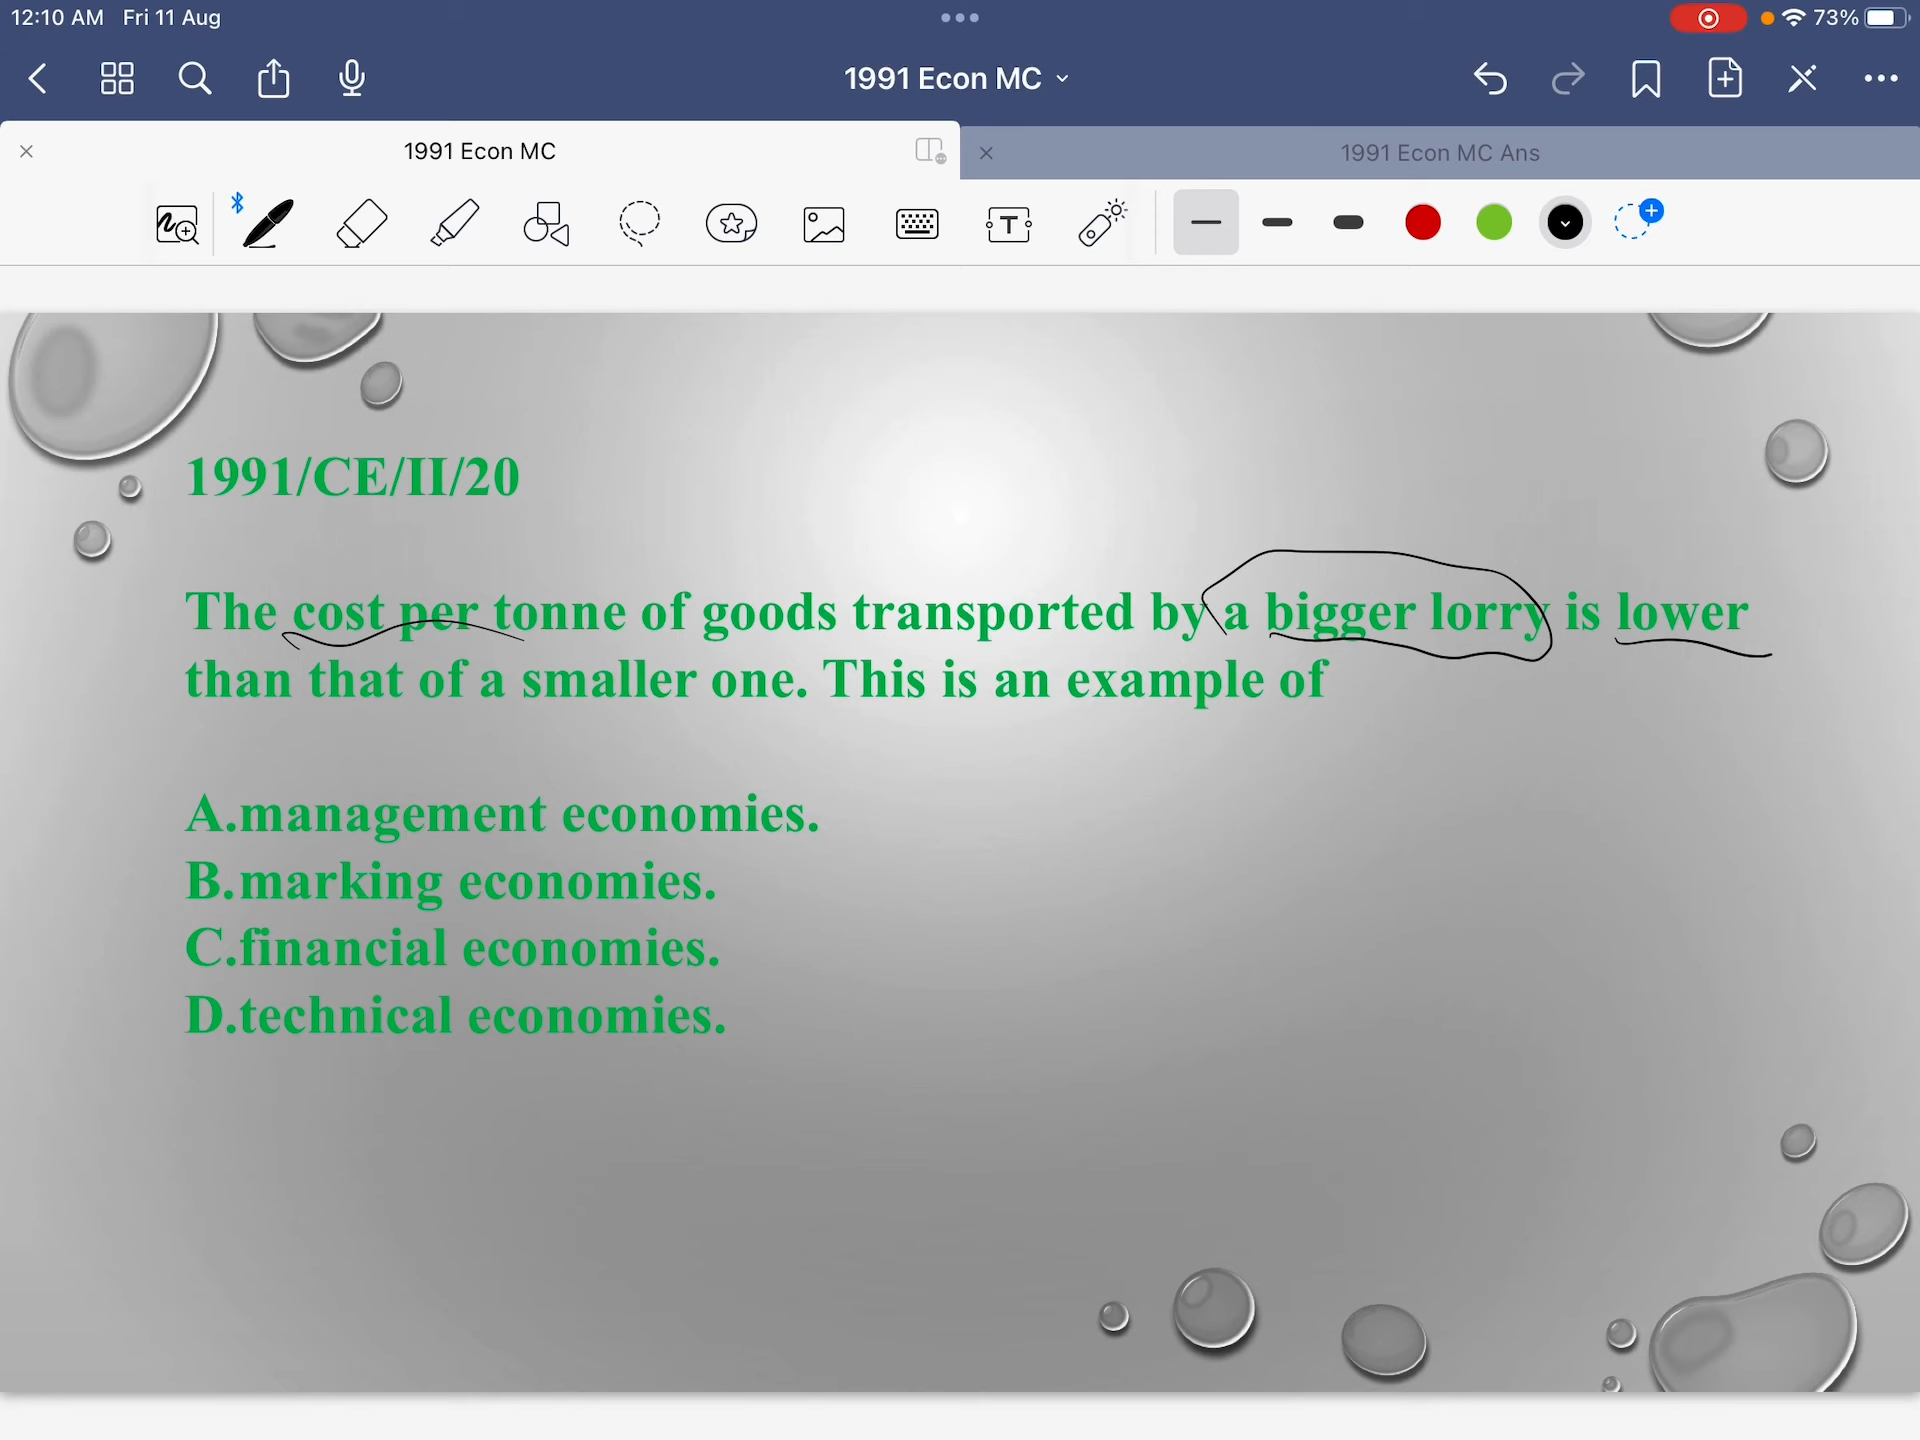 12:10 AM Fri 11 Aug
73%
1991 Econ MC
1991 Econ MC
1991 Econ MC Ans
T
1991/CE/II/20
The cost per tonne of goods transported by a bigger lorry is lower
than that of a smaller one. This is an example of
A.management economies.
B.marking economies.
C.financial economies.
D.technical economies.